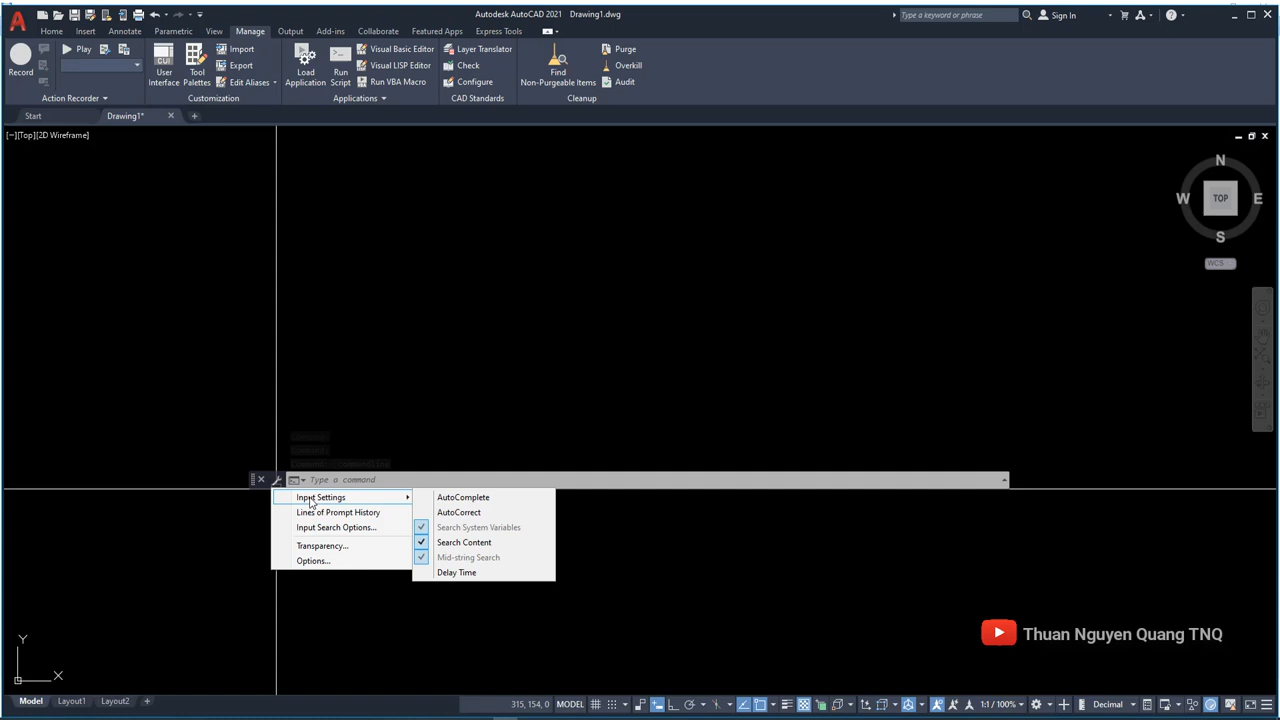 Autodesk AutoCAD 2021 Drawing1.dwg
Type a keyword or phrase
Sign In
Home Insert Annotate Parametric View Manage Output Add-ins Collaborate Featured Apps Express Tools
Record
Play
Action Recorder
CUI
User
Interface
Tool
Palettes
Import
Export
Edit Aliases
Customization
Load
Application
Run
Script
Visual Basic Editor
Visual LISP Editor
Run VBA Macro
Applications
Layer Translator
Check
Configure
CAD Standards
Find
Non-Purgeable Items
Purge
Overkill
Audit
Cleanup
Start Drawing1*
[−][Top][2D Wireframe]
N
W TOP E
S
WCS
Type a command
Input Settings
Lines of Prompt History
Input Search Options...
Transparency...
Options...
AutoComplete
AutoCorrect
Search System Variables
Search Content
Mid-string Search
Delay Time
Thuan Nguyen Quang TNQ
Y
X
Model Layout1 Layout2
315, 154, 0 MODEL 1:1 / 100% Decimal